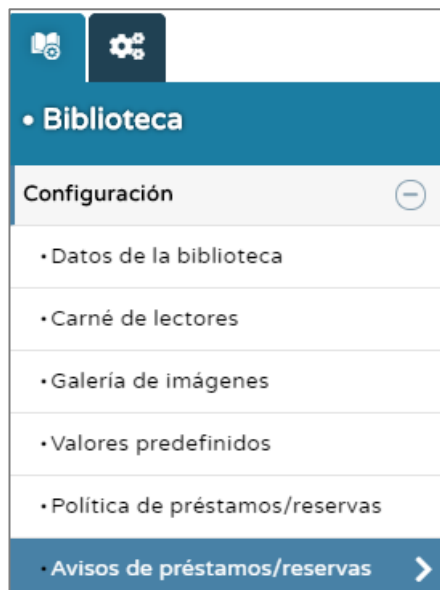 • Biblioteca
Configuración
• Datos de la biblioteca
• Carné de lectores
• Galería de imágenes
• Valores predefinidos
• Política de préstamos/reservas
• Avisos de préstamos/reservas